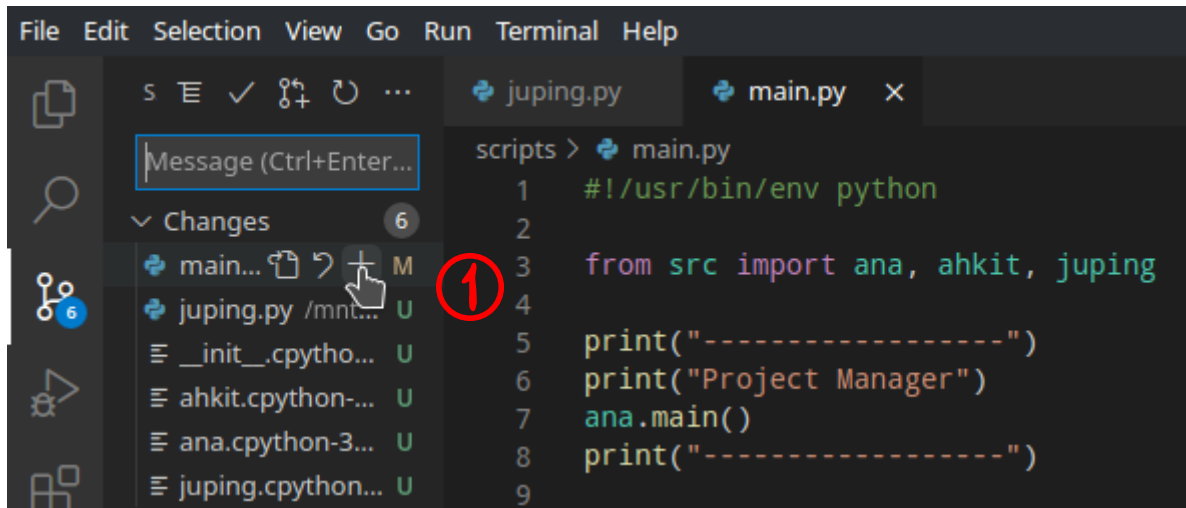 File Edit Selection View Go Run Terminal Help
S
juping.py
main.py
Message (Ctrl+Enter...
scripts > main.py
Changes 6
main... M
juping.py /mnt... U
__init__.cpytho... U
ahkit.cpython-... U
ana.cpython-3... U
juping.cpython... U
6
1
1 #!/usr/bin/env python
2
3 from src import ana, ahkit, juping
4
5 print("------------------")
6 print("Project Manager")
7 ana.main()
8 print("------------------")
9